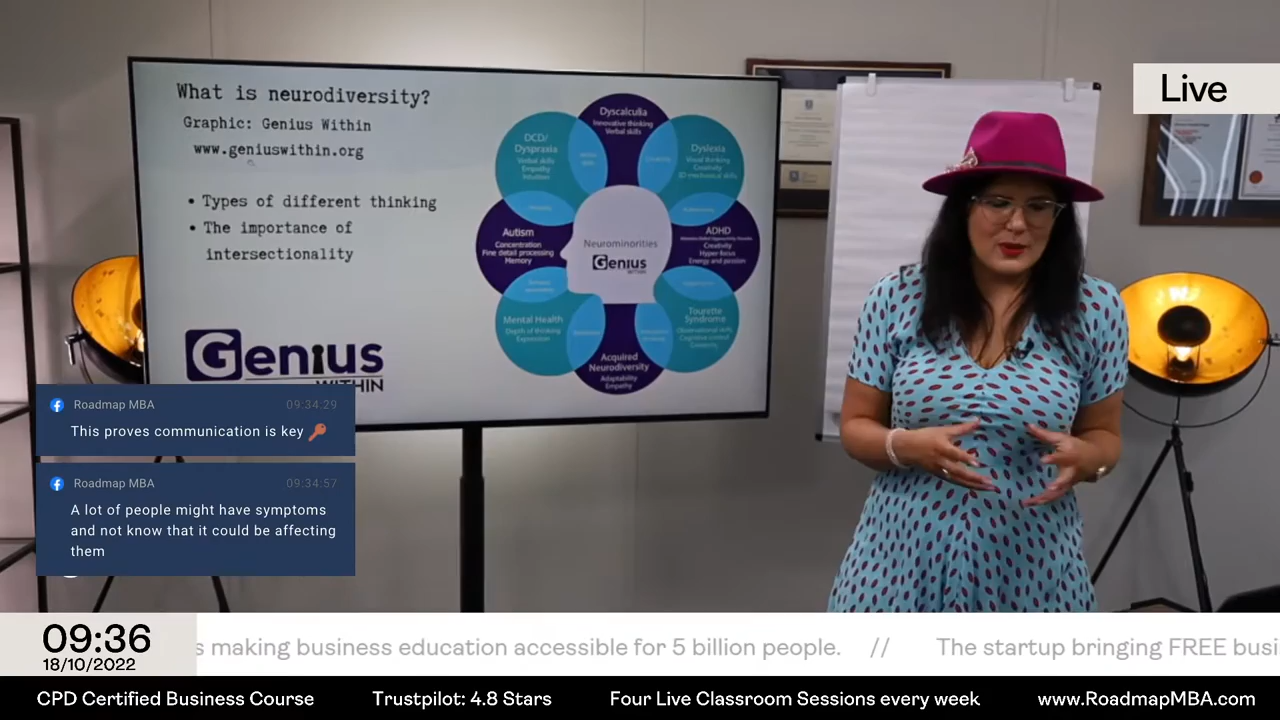 What is neurodiversity?
Graphic: Genius Within
www.geniuswithin.org
• Types of different thinking
• The importance of
intersectionality
Genius
WITHIN
Dyscalculia
Innovative thinking
Verbal skills
DCD/
Dyspraxia
Verbal skills
Empathy
Intuition
Dyslexia
Visual thinking
Creativity
3D mechanical skills
Autism
Concentration
Fine detail processing
Memory
Neurominorities
Genius
WITHIN
ADHD
Creativity
Hyper-focus
Energy and passion
Mental Health
Depth of thinking
Expression
Tourette
Syndrome
Observational skills
Cognitive control
Creativity
Acquired
Neurodiversity
Adaptability
Empathy
Live
Roadmap MBA 09:34:29
This proves communication is key
Roadmap MBA 09:34:57
A lot of people might have symptoms
and not know that it could be affecting
them
09:36
18/10/2022
s making business education accessible for 5 billion people. // The startup bringing FREE busi
CPD Certified Business Course Trustpilot: 4.8 Stars Four Live Classroom Sessions every week www.RoadmapMBA.com